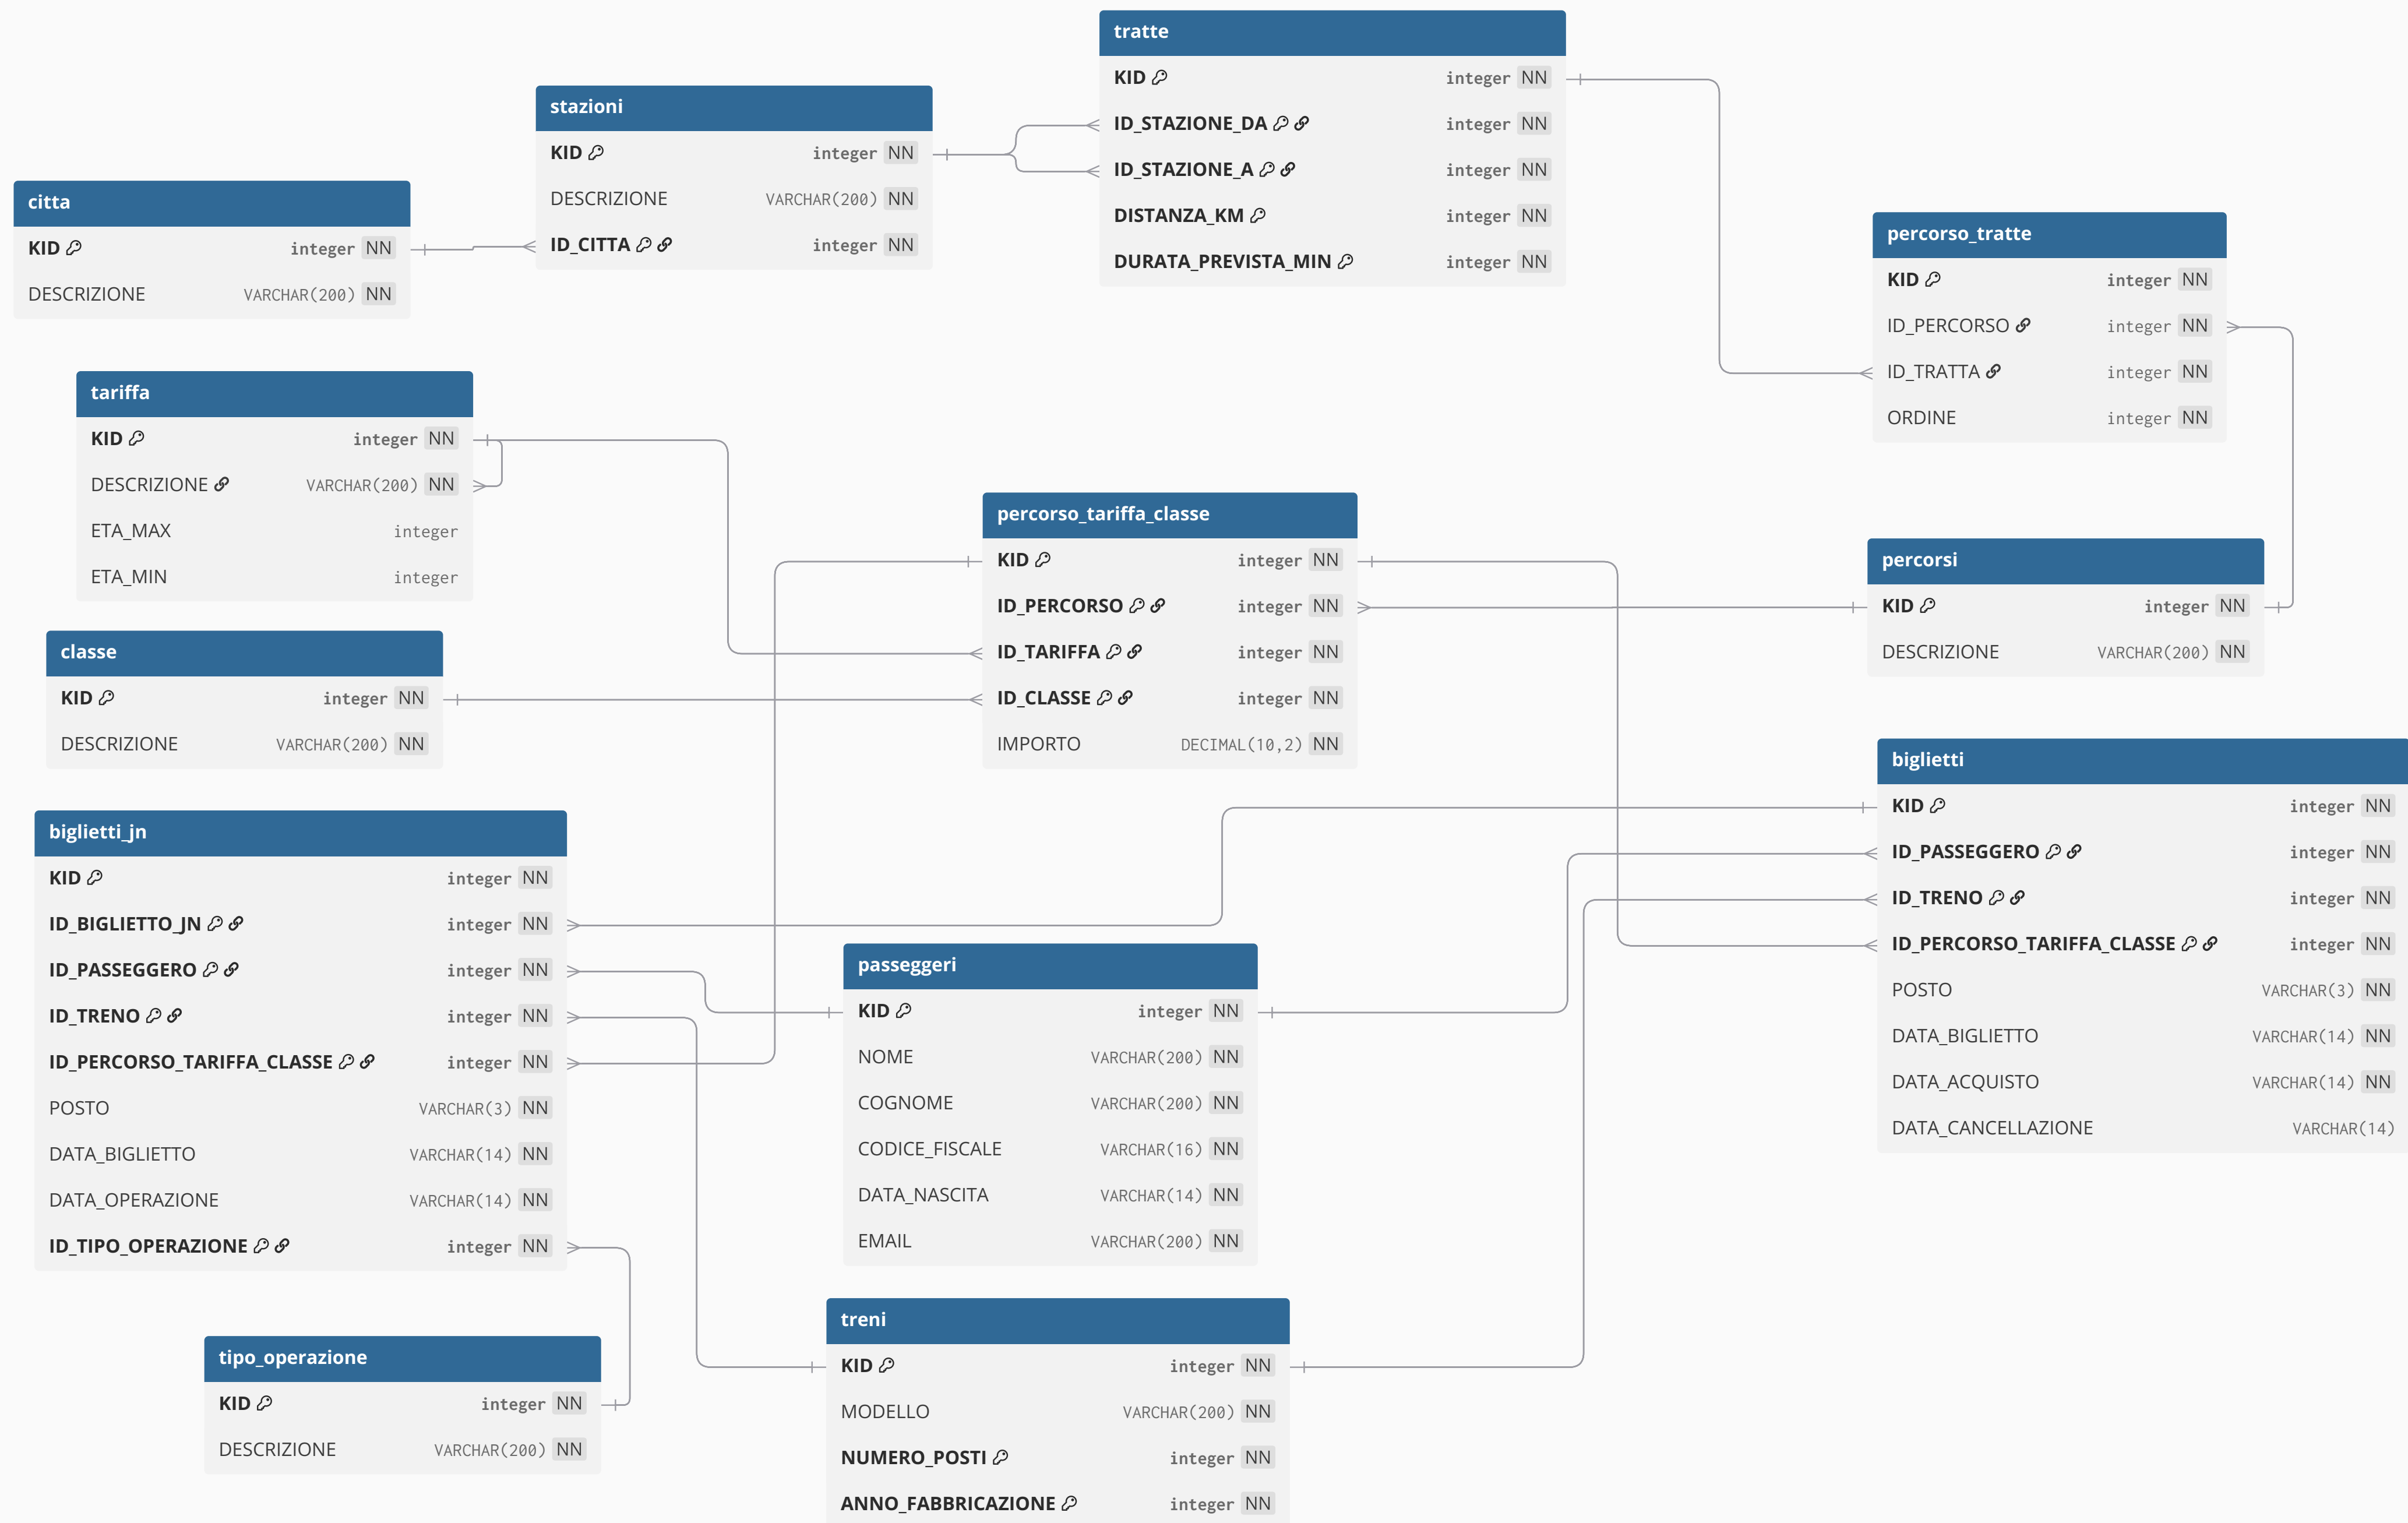 tratte
KID integer NN
ID_STAZIONE_DA integer NN
ID_STAZIONE_A integer NN
DISTANZA_KM integer NN
DURATA_PREVISTA_MIN integer NN
stazioni
KID integer NN
DESCRIZIONE VARCHAR(200) NN
ID_CITTA integer NN
citta
KID integer NN
DESCRIZIONE VARCHAR(200) NN
percorso_tratte
KID integer NN
ID_PERCORSO integer NN
ID_TRATTA integer NN
ORDINE integer NN
tariffa
KID integer NN
DESCRIZIONE VARCHAR(200) NN
ETA_MAX integer
ETA_MIN integer
percorso_tariffa_classe
KID integer NN
ID_PERCORSO integer NN
ID_TARIFFA integer NN
ID_CLASSE integer NN
IMPORTO DECIMAL(10,2) NN
percorsi
KID integer NN
DESCRIZIONE VARCHAR(200) NN
classe
KID integer NN
DESCRIZIONE VARCHAR(200) NN
biglietti
KID integer NN
ID_PASSEGGERO integer NN
ID_TRENO integer NN
ID_PERCORSO_TARIFFA_CLASSE integer NN
POSTO VARCHAR(3) NN
DATA_BIGLIETTO VARCHAR(14) NN
DATA_ACQUISTO VARCHAR(14) NN
DATA_CANCELLAZIONE VARCHAR(14)
biglietti_jn
KID integer NN
ID_BIGLIETTO_JN integer NN
ID_PASSEGGERO integer NN
ID_TRENO integer NN
ID_PERCORSO_TARIFFA_CLASSE integer NN
POSTO VARCHAR(3) NN
DATA_BIGLIETTO VARCHAR(14) NN
DATA_OPERAZIONE VARCHAR(14) NN
ID_TIPO_OPERAZIONE integer NN
passeggeri
KID integer NN
NOME VARCHAR(200) NN
COGNOME VARCHAR(200) NN
CODICE_FISCALE VARCHAR(16) NN
DATA_NASCITA VARCHAR(14) NN
EMAIL VARCHAR(200) NN
treni
KID integer NN
MODELLO VARCHAR(200) NN
NUMERO_POSTI integer NN
ANNO_FABBRICAZIONE integer NN
tipo_operazione
KID integer NN
DESCRIZIONE VARCHAR(200) NN